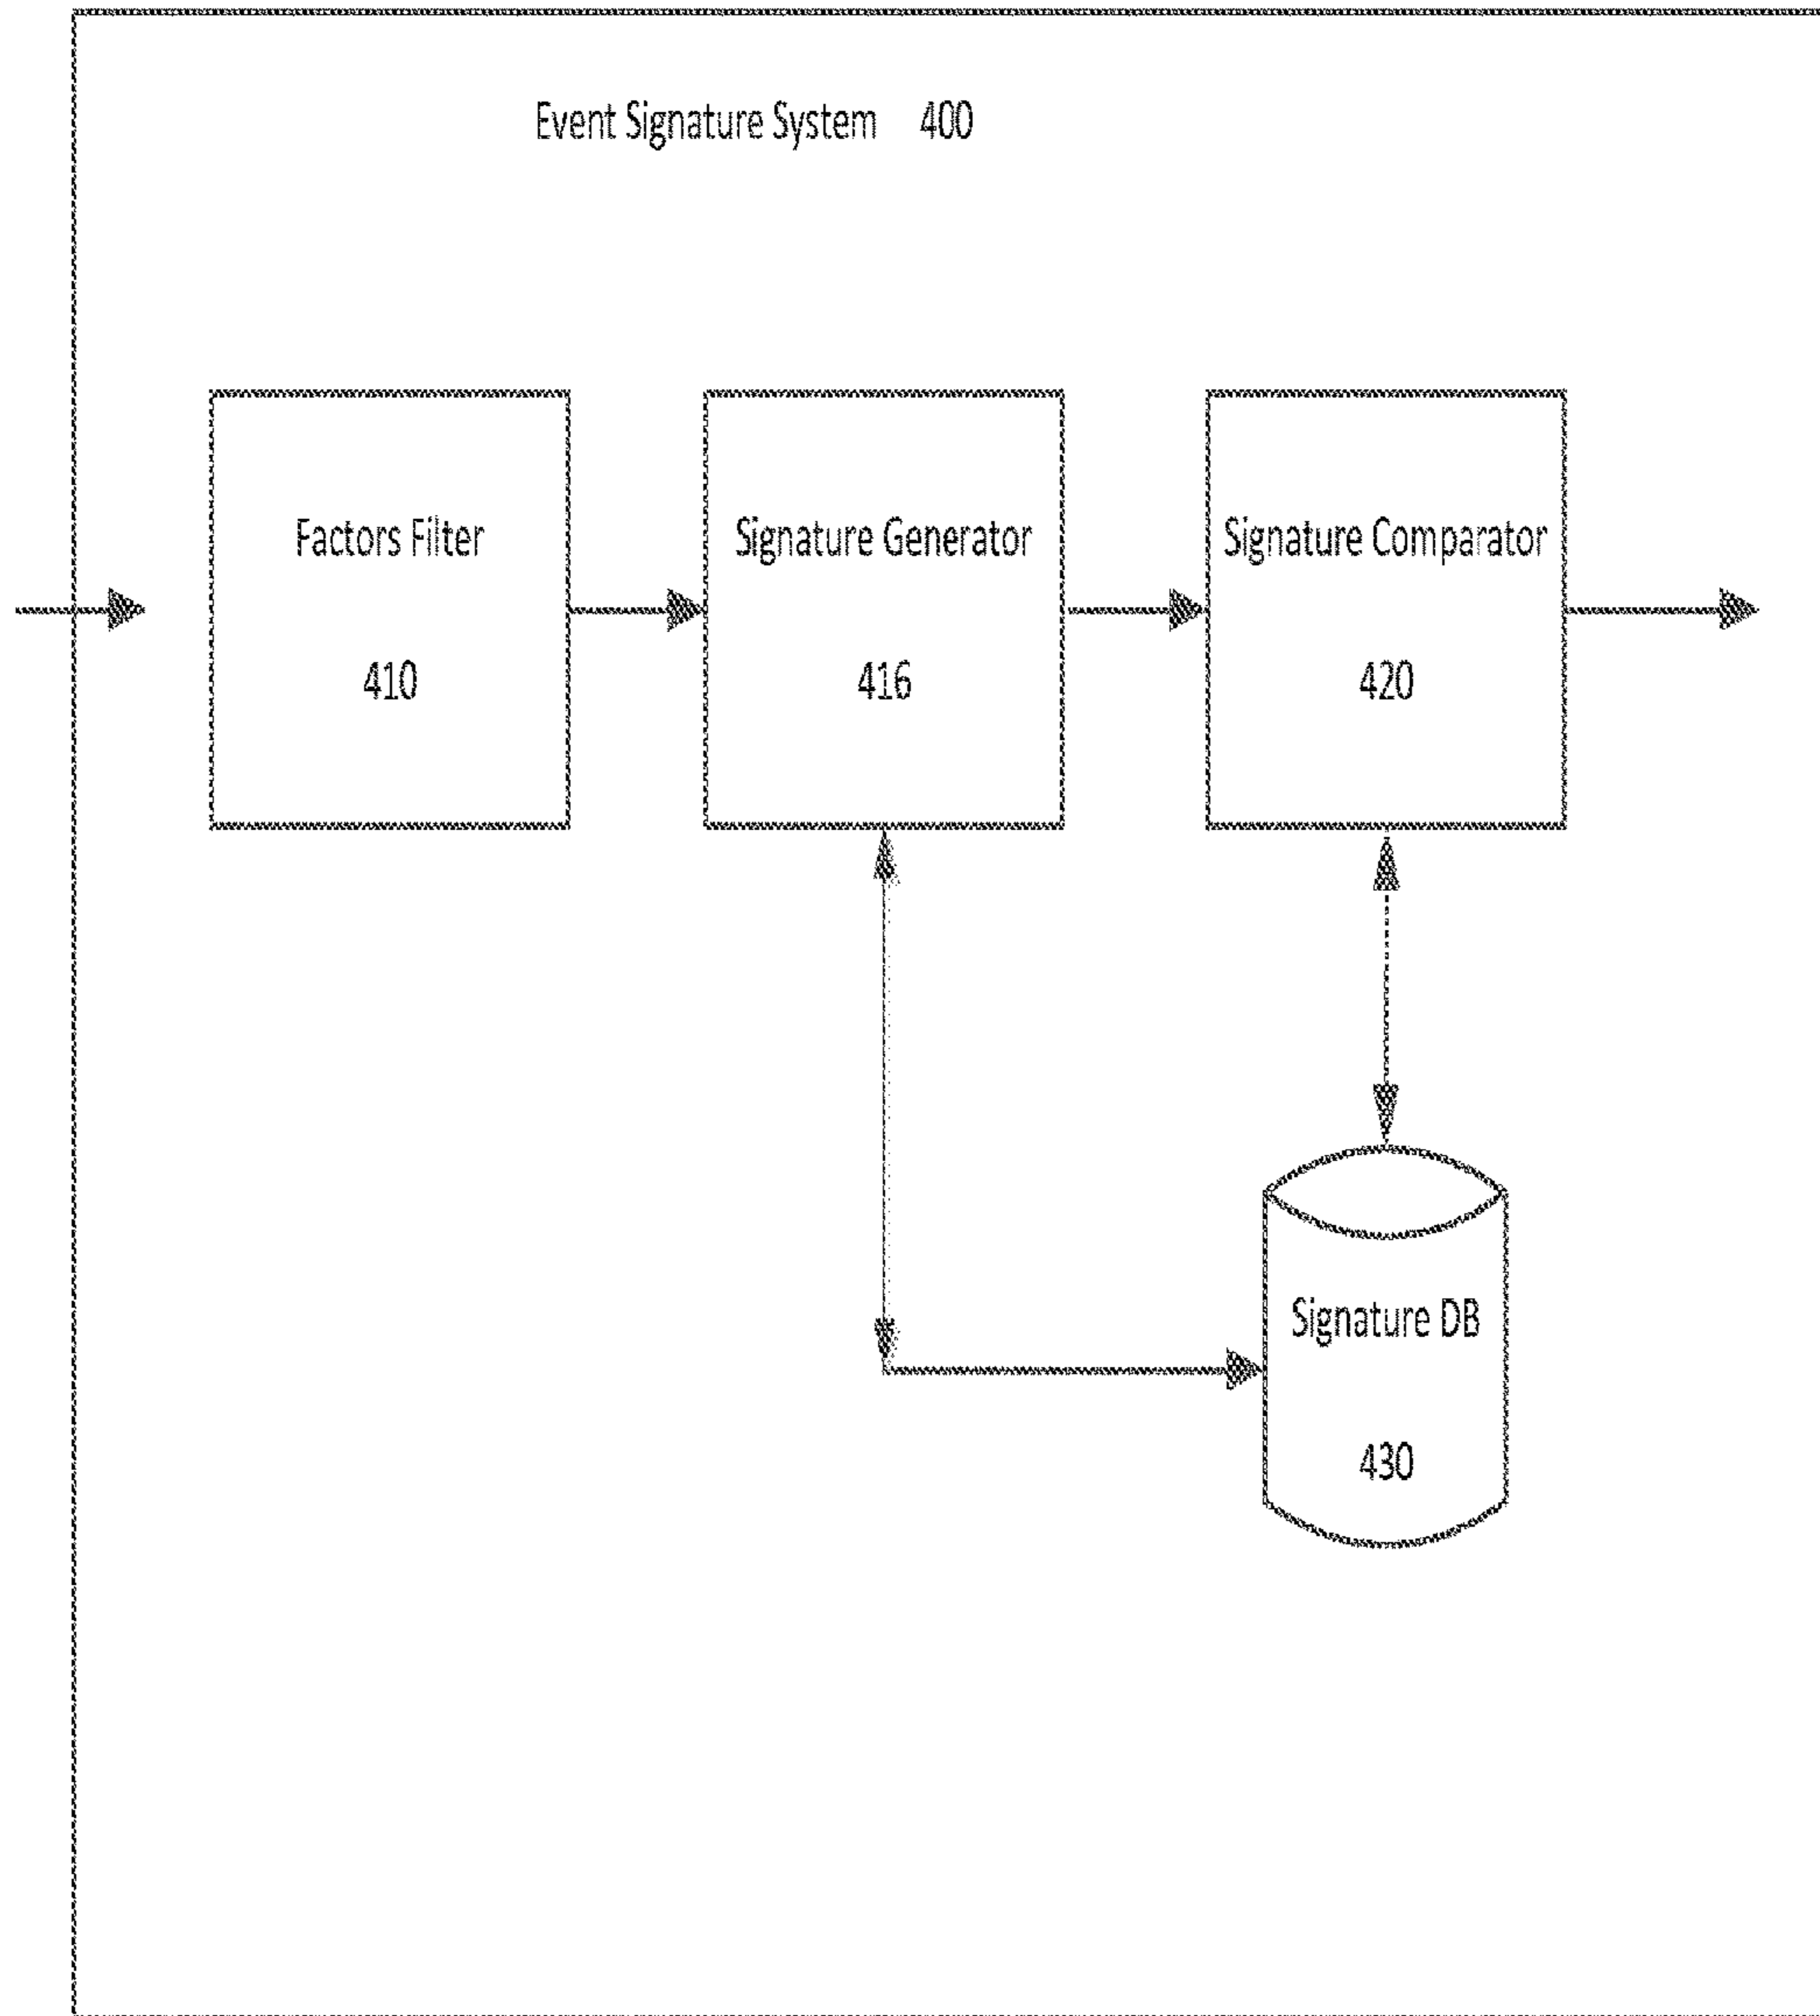 Event Signature System 400
Factors Filter
410
Signature Generator
416
Signature Comparator
420
Signature DB
430